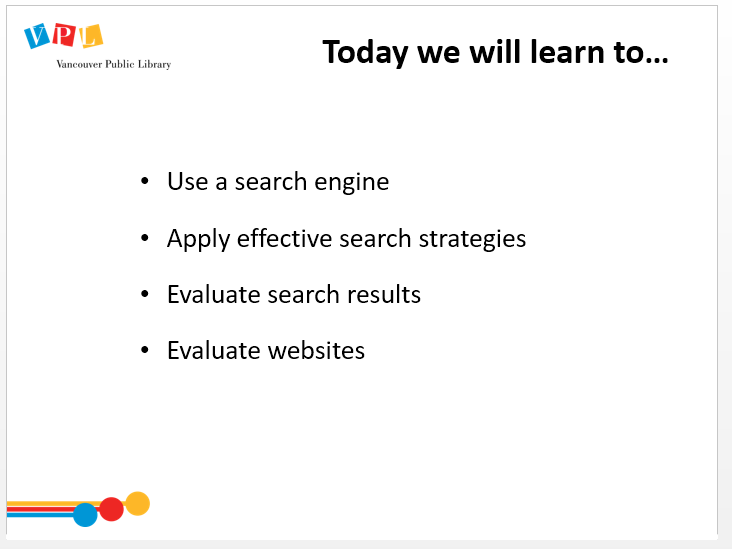 VPL
Vancouver Public Library
Today we will learn to...
• Use a search engine
• Apply effective search strategies
• Evaluate search results
• Evaluate websites